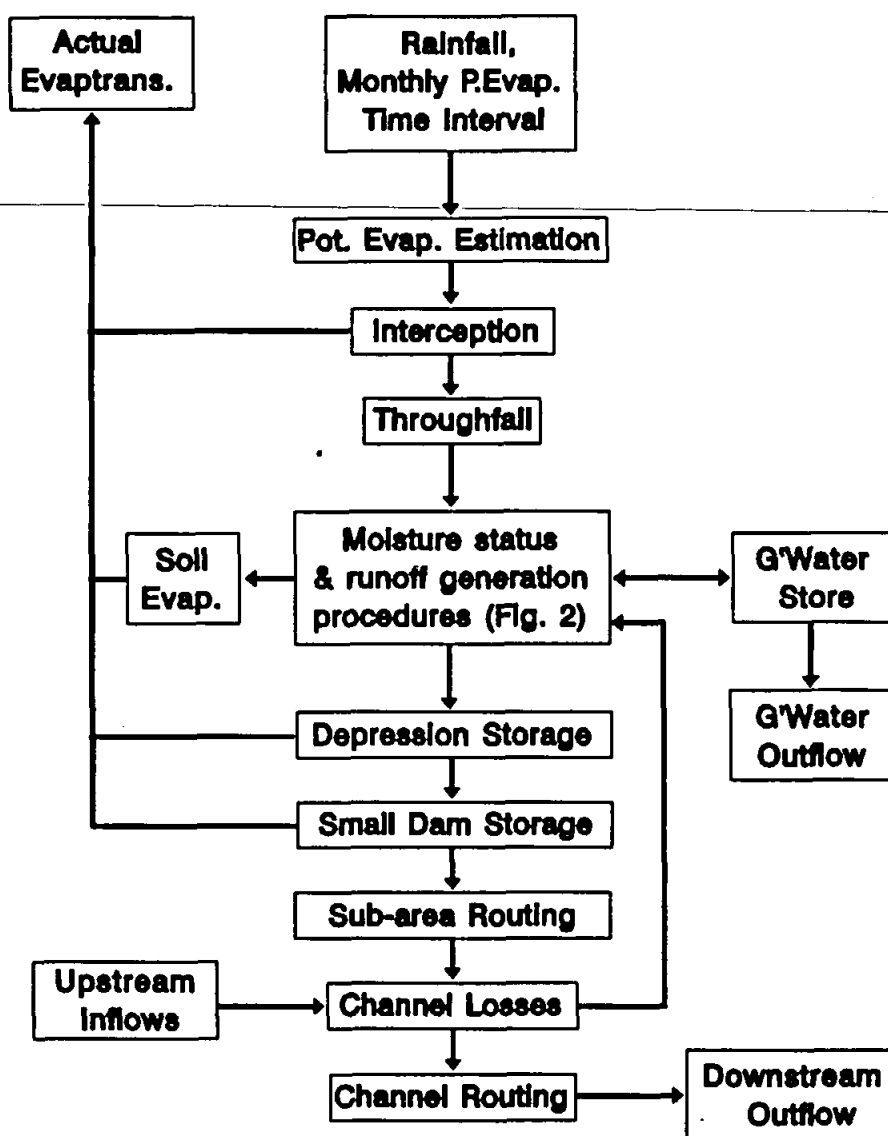 Actual
Evaptrans.
Rainfall,
Monthly P.Evap.
Time Interval
Pot. Evap. Estimation
Interception
Throughfall
Soil
Evap.
Moisture status
& runoff generation
procedures (Fig. 2)
G'Water
Store
G'Water
Outflow
Depression Storage
Small Dam Storage
Sub-area Routing
Upstream
Inflows
Channel Losses
Channel Routing
Downstream
Outflow